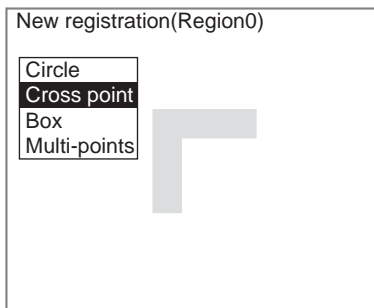 New registration(Region0)
Circle
Cross point
Box
Multi-points